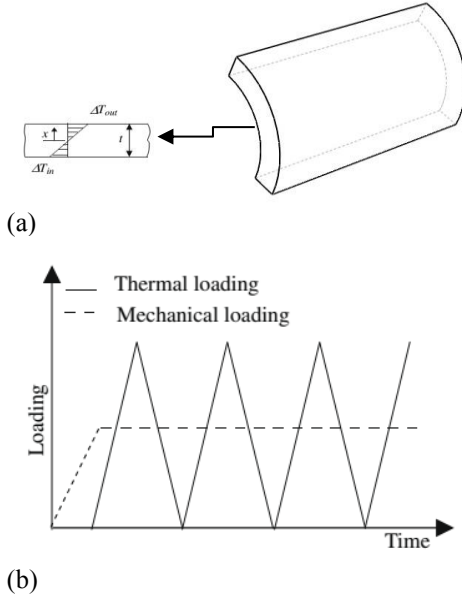 ΔT_out
x
t
ΔT_in
(a)
Thermal loading
Mechanical loading
Loading
Time
(b)